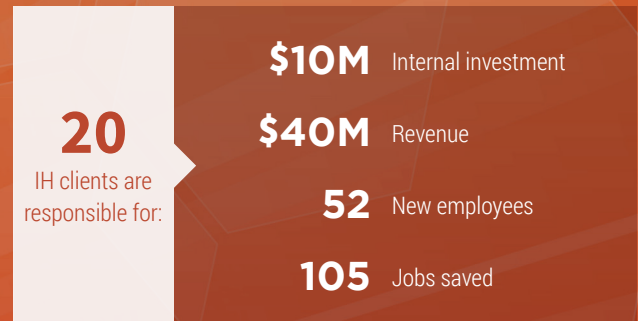 20
IH clients are
responsible for:
$10M Internal investment
$40M Revenue
52 New employees
105 Jobs saved